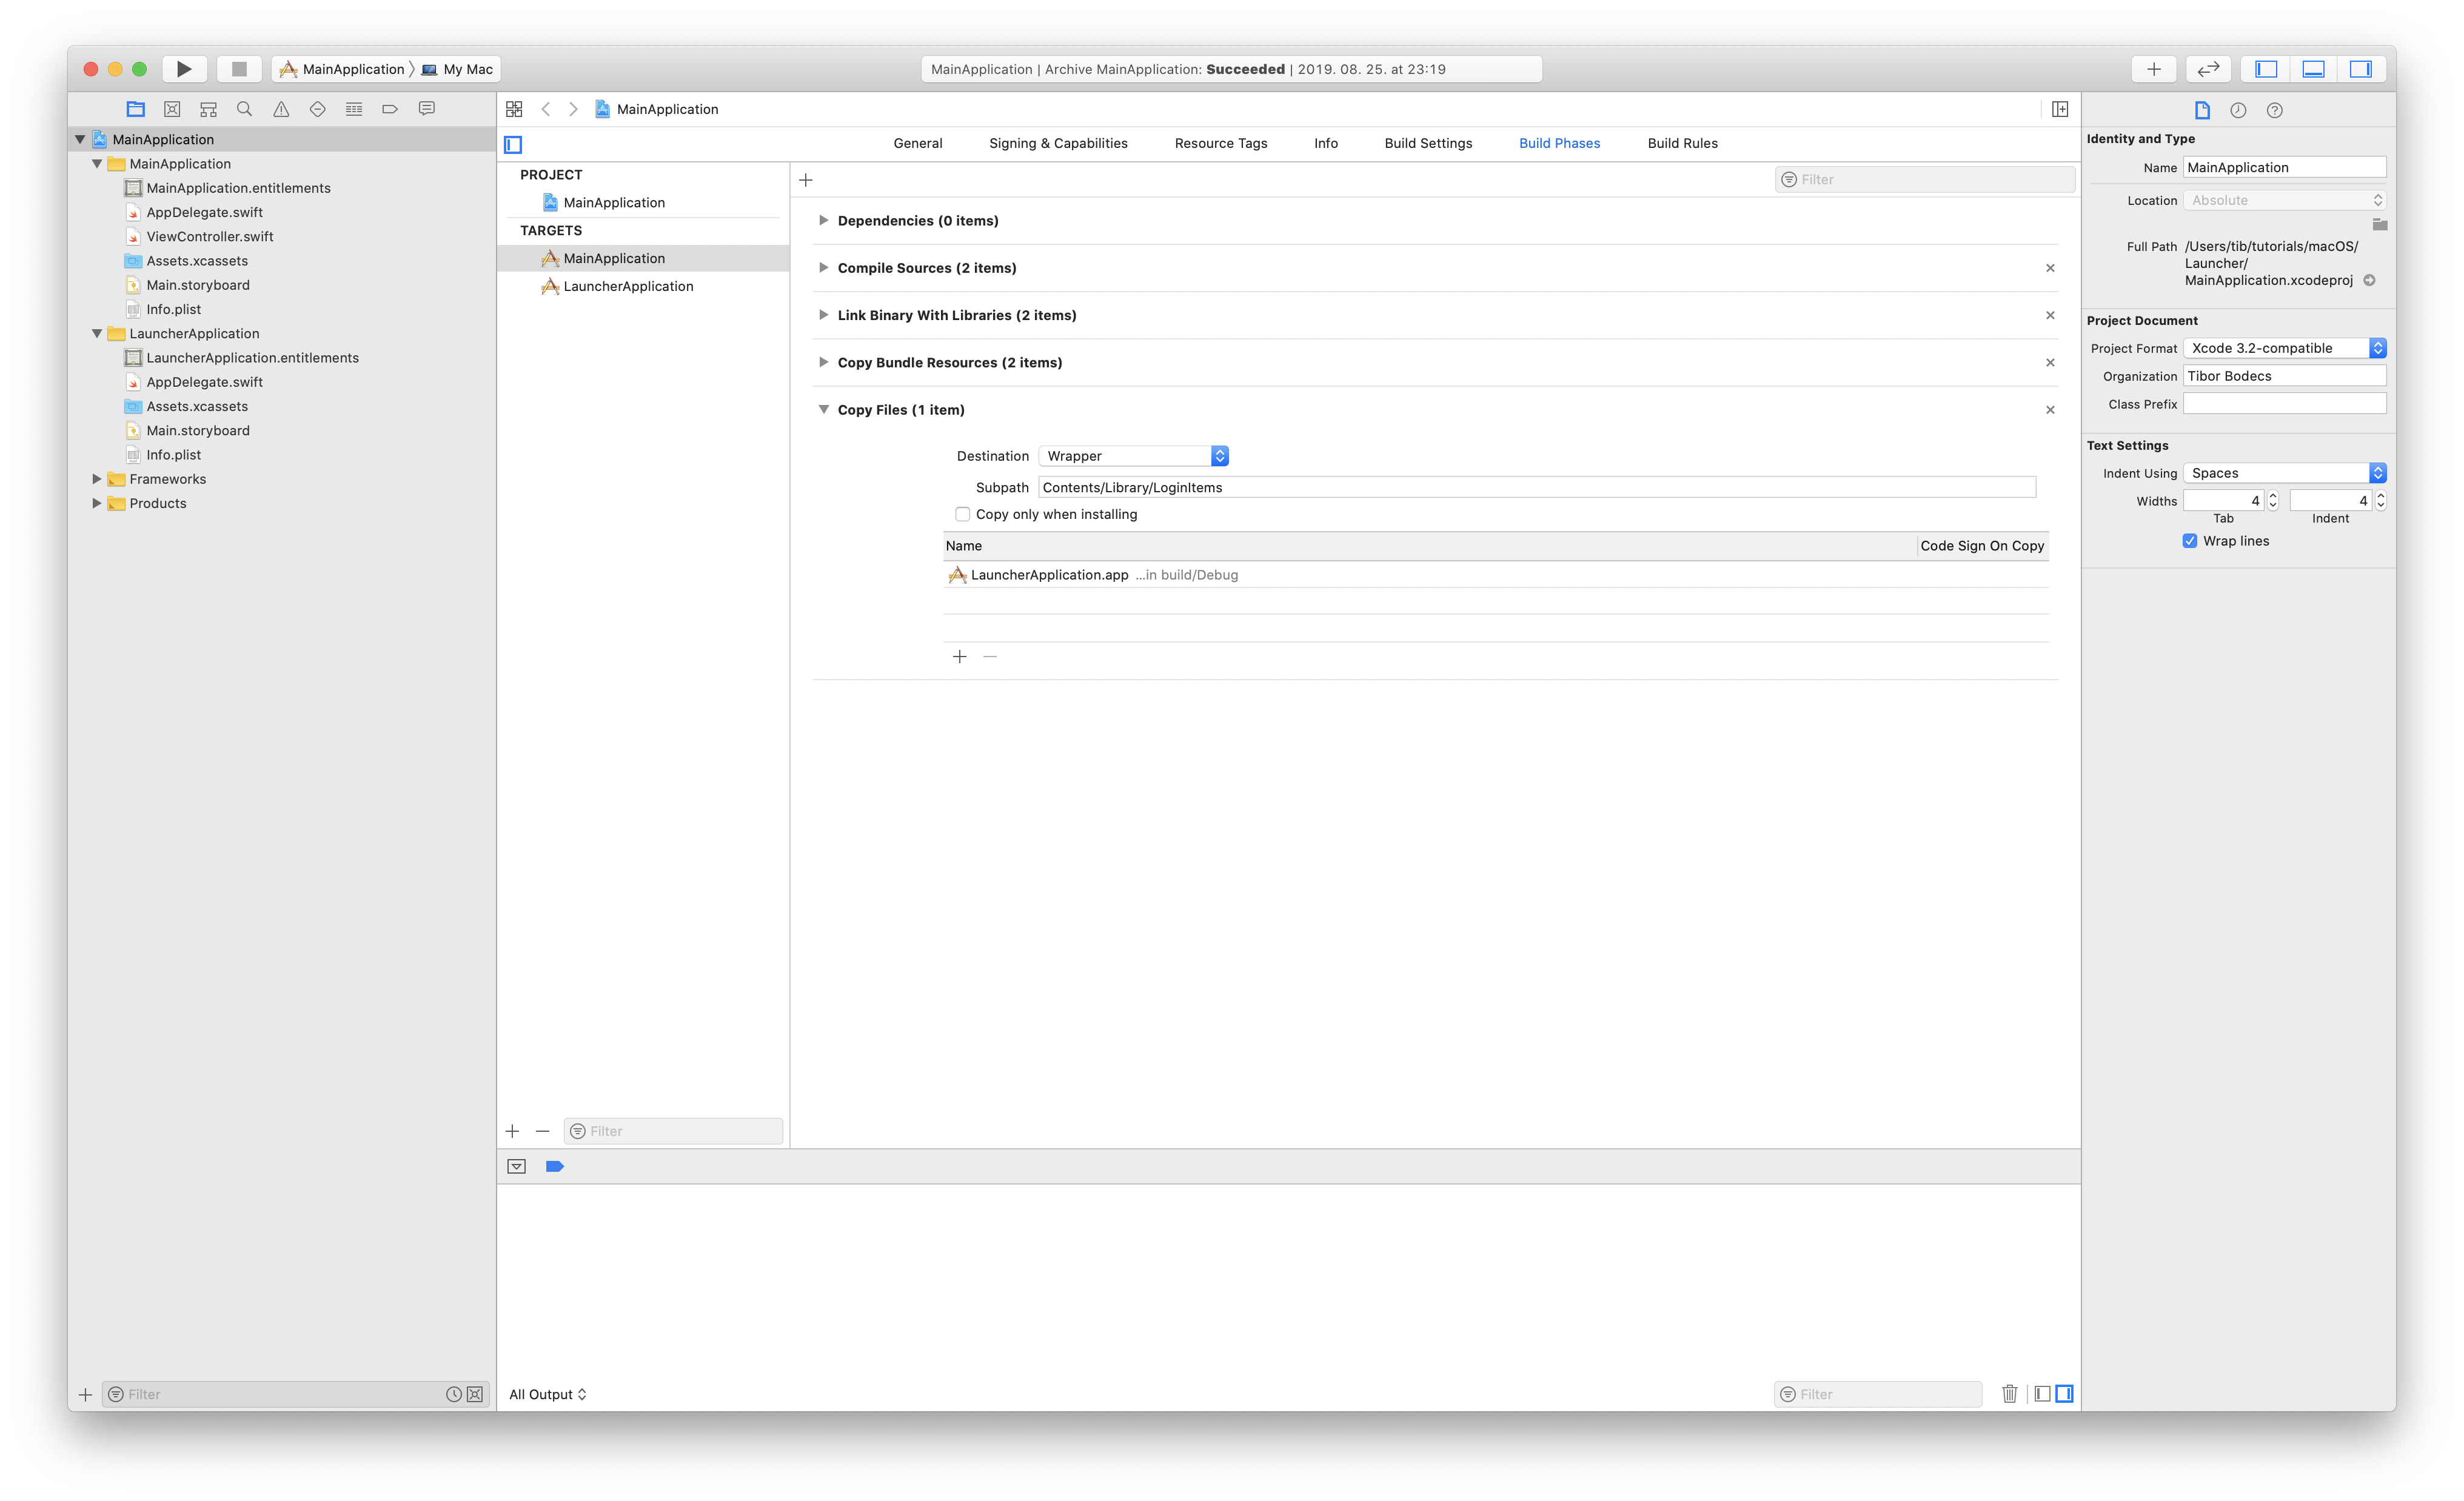 MainApplication
My Mac
MainApplication | Archive MainApplication: Succeeded | 2019. 08. 25. at 23:19
MainApplication
MainApplication
MainApplication.entitlements
AppDelegate.swift
ViewController.swift
Assets.xcassets
Main.storyboard
Info.plist
LauncherApplication
LauncherApplication.entitlements
AppDelegate.swift
Assets.xcassets
Main.storyboard
Info.plist
Frameworks
Products
Filter
MainApplication
General Signing & Capabilities Resource Tags Info Build Settings Build Phases Build Rules
PROJECT
MainApplication
TARGETS
MainApplication
LauncherApplication
Filter
Filter
Dependencies (0 items)
Compile Sources (2 items)
Link Binary With Libraries (2 items)
Copy Bundle Resources (2 items)
Copy Files (1 item)
Destination Wrapper
Subpath Contents/Library/LoginItems
Copy only when installing
Name Code Sign On Copy
LauncherApplication.app ...in build/Debug
All Output
Filter
Identity and Type
Name MainApplication
Location Absolute
Full Path /Users/tib/tutorials/macOS/
Launcher/
MainApplication.xcodeproj
Project Document
Project Format Xcode 3.2-compatible
Organization Tibor Bodecs
Class Prefix
Text Settings
Indent Using Spaces
Widths 4 4
Tab Indent
Wrap lines